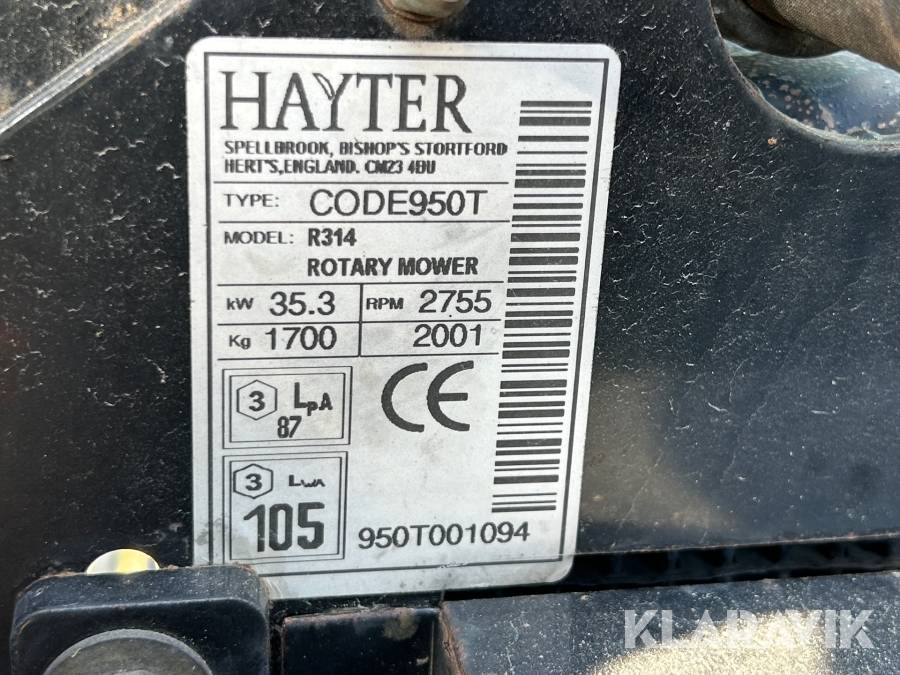 HAYTER
SPELLBROOK, BISHOP'S STORTFORD
HERT'S, ENGLAND. CM23 4BU
TYPE: CODE950T
MODEL: R314
ROTARY MOWER
kW 35.3 RPM 2755
Kg 1700 2001
3 LpA
87
CE
3 LWA
105
950T001094
KLARAVIK